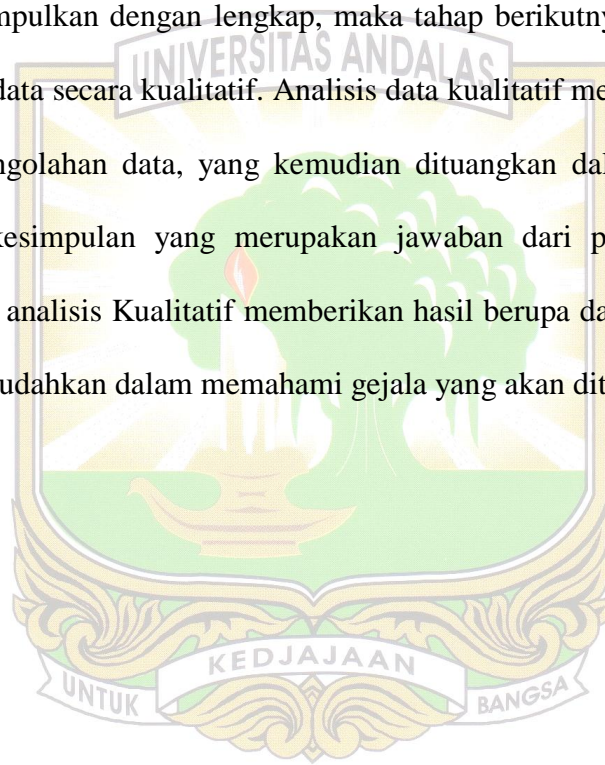 mpulkan dengan lengkap, maka tahap berikutny
UNIVERSITAS ANDALAS
data secara kualitatif. Analisis data kualitatif me
ngolahan data, yang kemudian dituangkan dal
kesimpulan yang merupakan jawaban dari p
analisis Kualitatif memberikan hasil berupa da
udahkan dalam memahami gejala yang akan dit
UNTUK KEDJAJAAN BANGSA